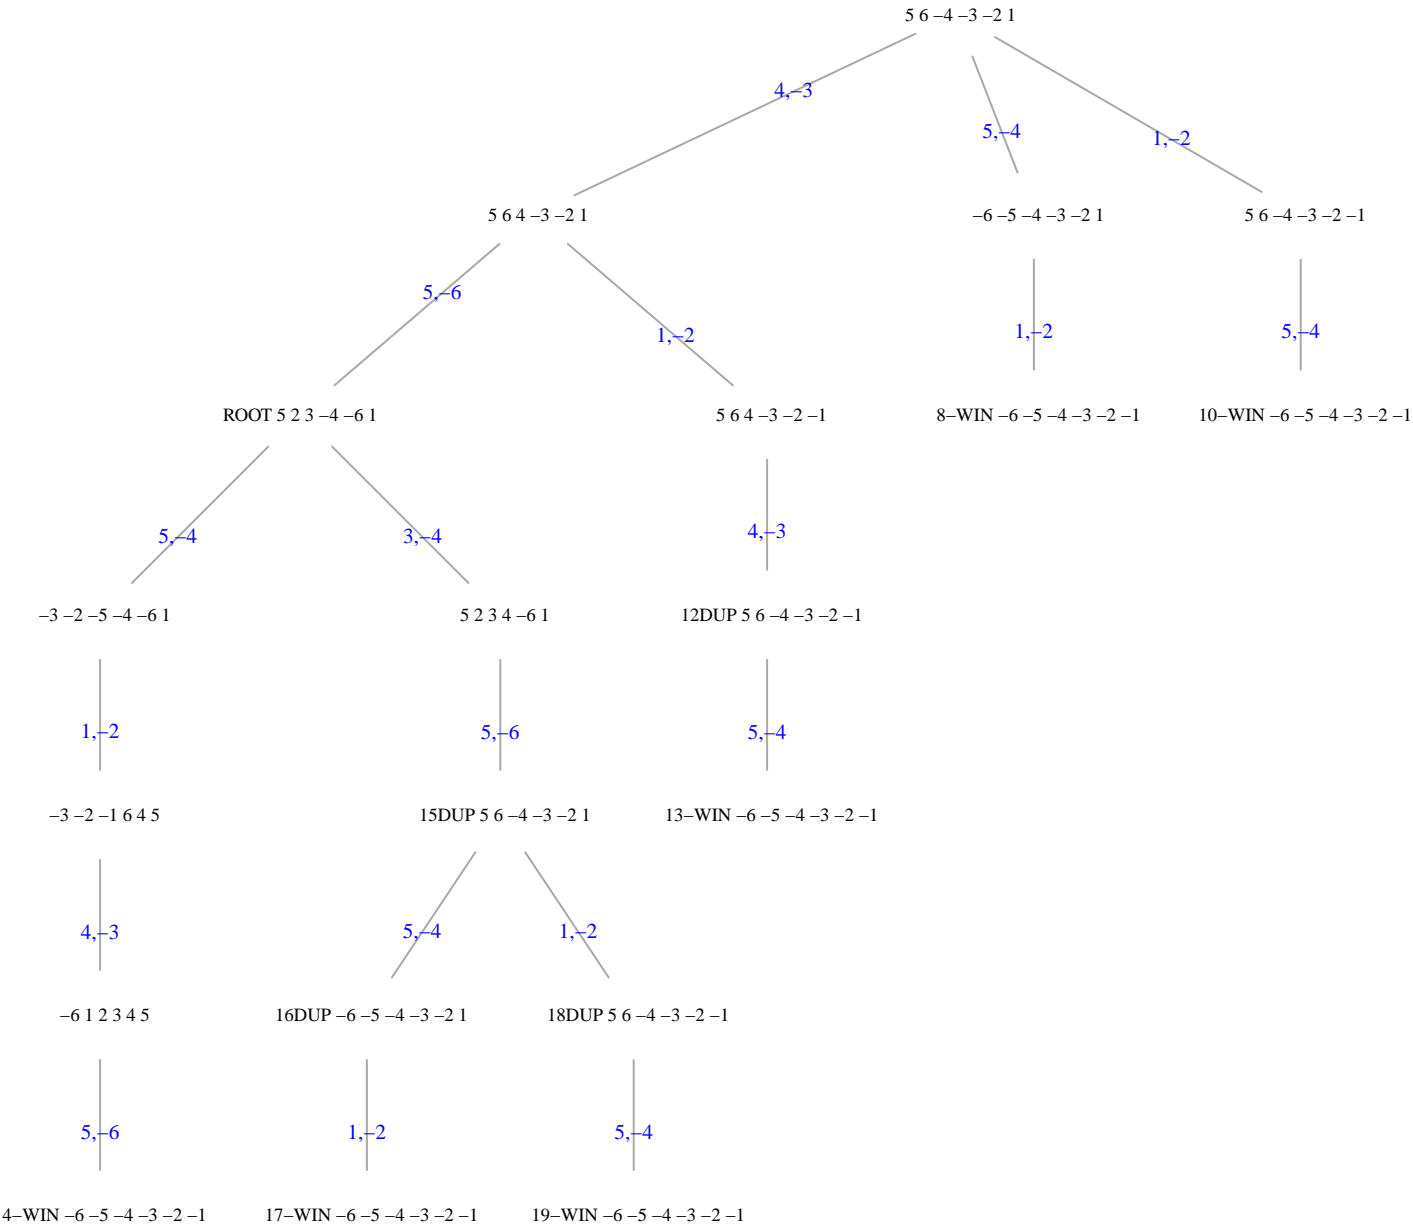 5 6 –4 –3 –2 1
4,–3
5,–4
1,–2
5 6 4 –3 –2 1
–6 –5 –4 –3 –2 1
5 6 –4 –3 –2 –1
5,–6
1,–2
1,–2
5,–4
ROOT 5 2 3 –4 –6 1
5 6 4 –3 –2 –1
8–WIN –6 –5 –4 –3 –2 –1
10–WIN –6 –5 –4 –3 –2 –1
5,–4
3,–4
4,–3
–3 –2 –5 –4 –6 1
5 2 3 4 –6 1
12DUP 5 6 –4 –3 –2 –1
1,–2
5,–6
5,–4
–3 –2 –1 6 4 5
15DUP 5 6 –4 –3 –2 1
13–WIN –6 –5 –4 –3 –2 –1
4,–3
5,–4
1,–2
–6 1 2 3 4 5
16DUP –6 –5 –4 –3 –2 1
18DUP 5 6 –4 –3 –2 –1
5,–6
1,–2
5,–4
4–WIN –6 –5 –4 –3 –2 –1
17–WIN –6 –5 –4 –3 –2 –1
19–WIN –6 –5 –4 –3 –2 –1